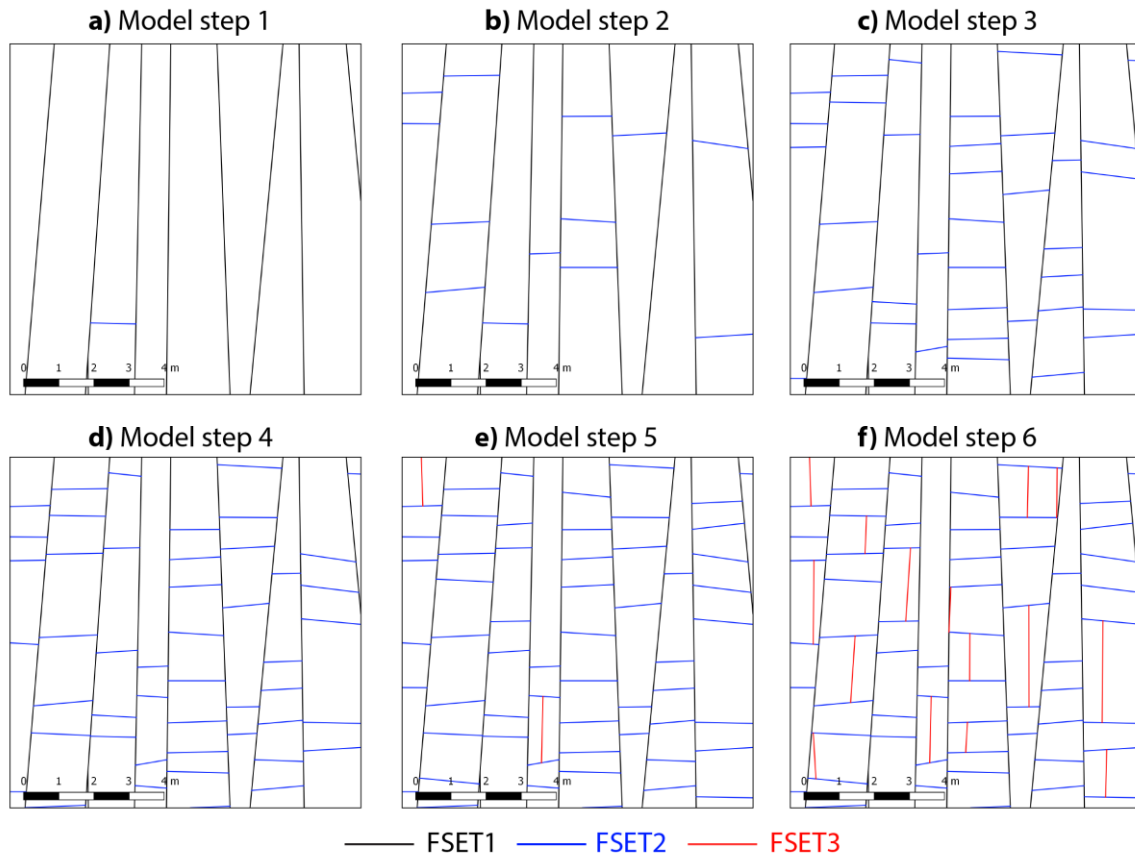 a) Model step 1
b) Model step 2
c) Model step 3
0 1 2 3 4 m
0 1 2 3 4 m
0 1 2 3 4 m
d) Model step 4
e) Model step 5
f) Model step 6
0 1 2 3 4 m
0 1 2 3 4 m
0 1 2 3 4 m
FSET1 FSET2 FSET3